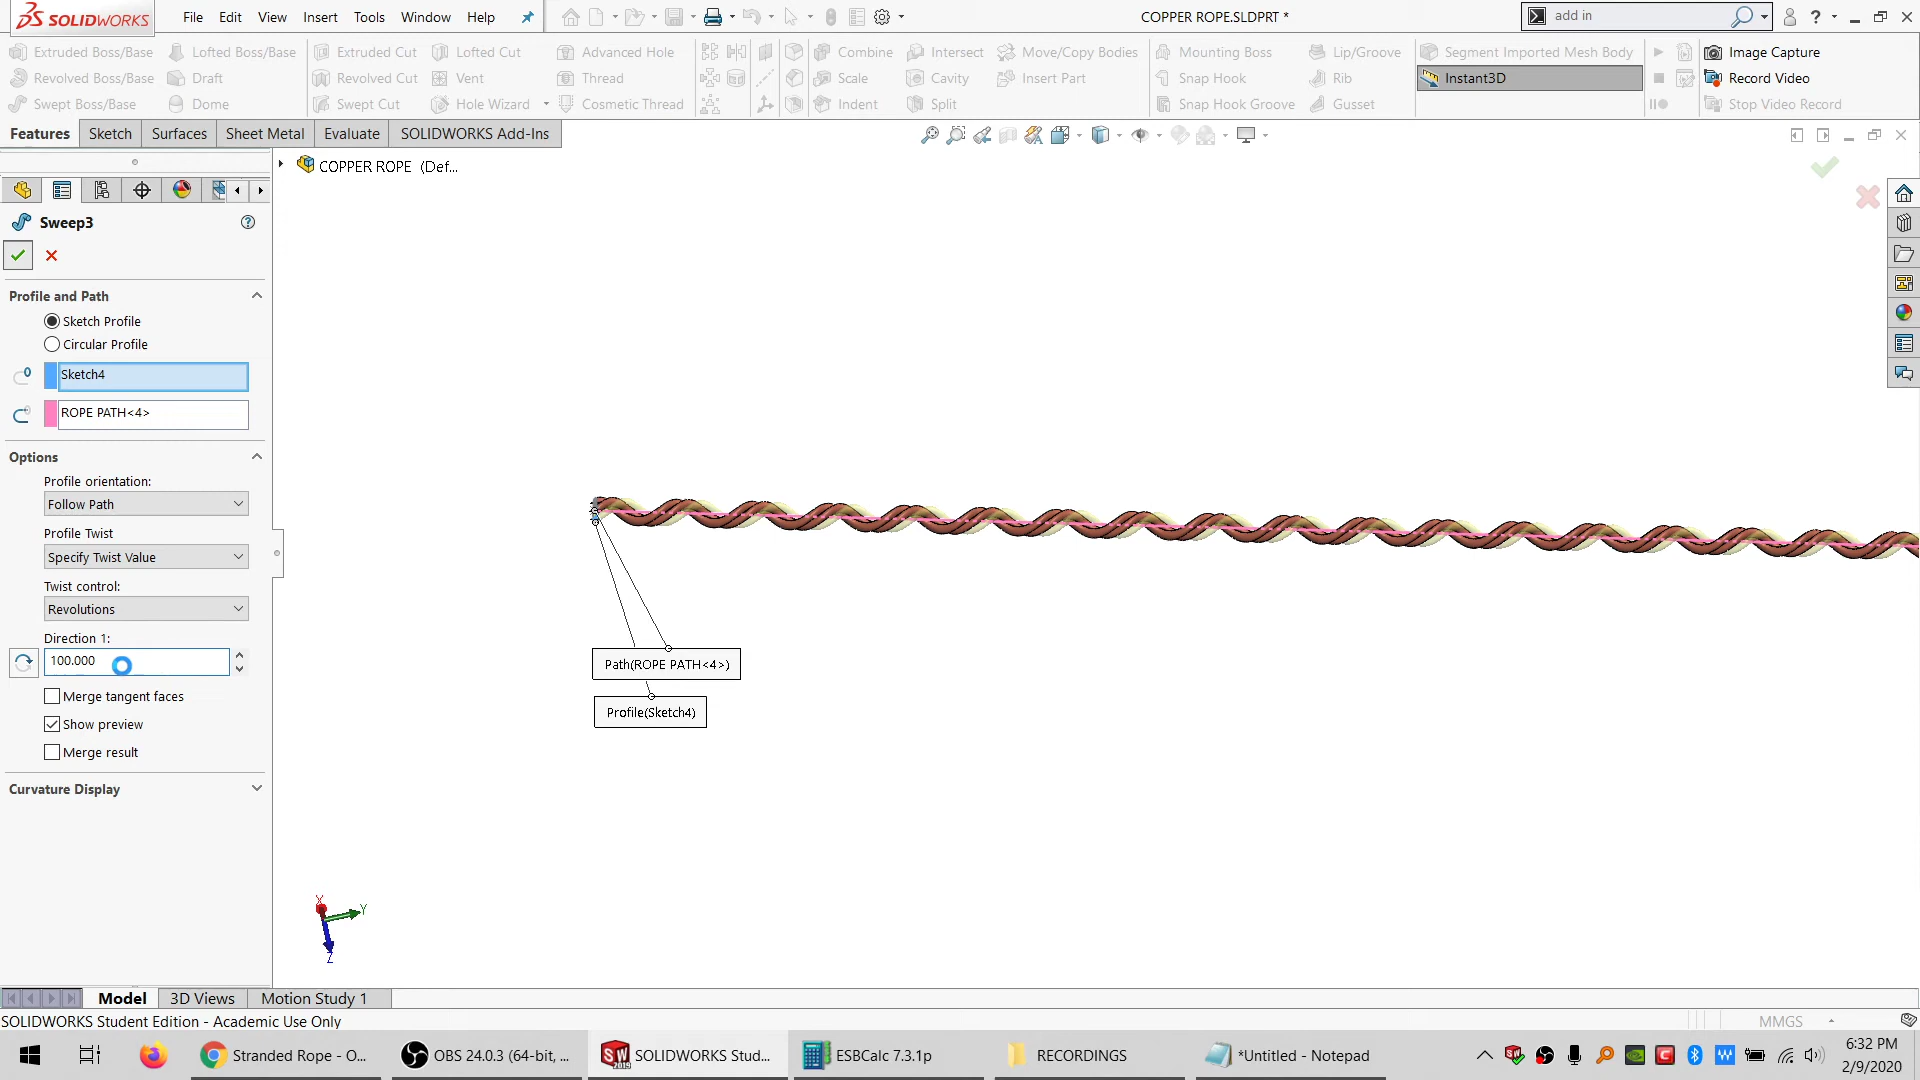 SOLIDWORKS
File Edit View Insert Tools Window Help
COPPER ROPE.SLDPRT *
add in
Extruded Boss/Base Lofted Boss/Base Extruded Cut Lofted Cut Advanced Hole Combine Intersect Move/Copy Bodies Mounting Boss Lip/Groove Segment Imported Mesh Body Image Capture
Revolved Boss/Base Draft Revolved Cut Vent Thread Scale Cavity Insert Part Snap Hook Rib Instant3D Record Video
Swept Boss/Base Dome Swept Cut Hole Wizard Cosmetic Thread Indent Split Snap Hook Groove Gusset Stop Video Record
Features Sketch Surfaces Sheet Metal Evaluate SOLIDWORKS Add-Ins
COPPER ROPE (Def...
Sweep3
Profile and Path
Sketch Profile
Circular Profile
Sketch4
ROPE PATH<4>
Options
Profile orientation:
Follow Path
Profile Twist
Specify Twist Value
Twist control:
Revolutions
Direction 1:
100.000
Merge tangent faces
Show preview
Merge result
Curvature Display
Path(ROPE PATH<4>)
Profile(Sketch4)
X
Y
Z
Model 3D Views Motion Study 1
SOLIDWORKS Student Edition - Academic Use Only
MMGS
Stranded Rope - O...
OBS 24.0.3 (64-bit, ...
SOLIDWORKS Stud...
ESBCalc 7.3.1p
RECORDINGS
*Untitled - Notepad
6:32 PM
2/9/2020